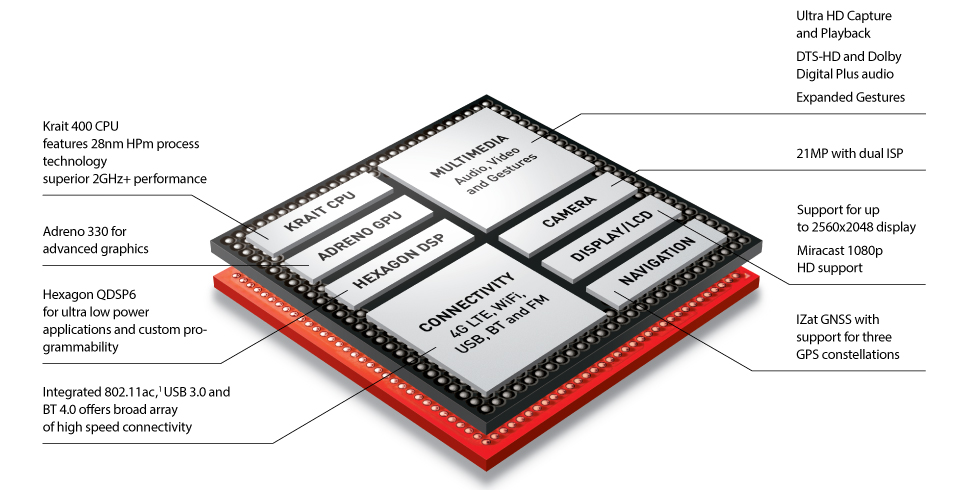 Ultra HD Capture
and Playback
DTS-HD and Dolby
Digital Plus audio
Expanded Gestures
21MP with dual ISP
Support for up
to 2560x2048 display
Miracast 1080p
HD support
IZat GNSS with
support for three
GPS constellations
Krait 400 CPU
features 28nm HPm process
technology
superior 2GHz+ performance
Adreno 330 for
advanced graphics
Hexagon QDSP6
for ultra low power
applications and custom pro-
grammability
Integrated 802.11ac,¹ USB 3.0 and
BT 4.0 offers broad array
of high speed connectivity
MULTIMEDIA
Audio, Video
and Gestures
KRAIT CPU
ADRENO GPU
HEXAGON DSP
CAMERA
DISPLAY/LCD
NAVIGATION
CONNECTIVITY
4G LTE, WiFi,
USB, BT and FM